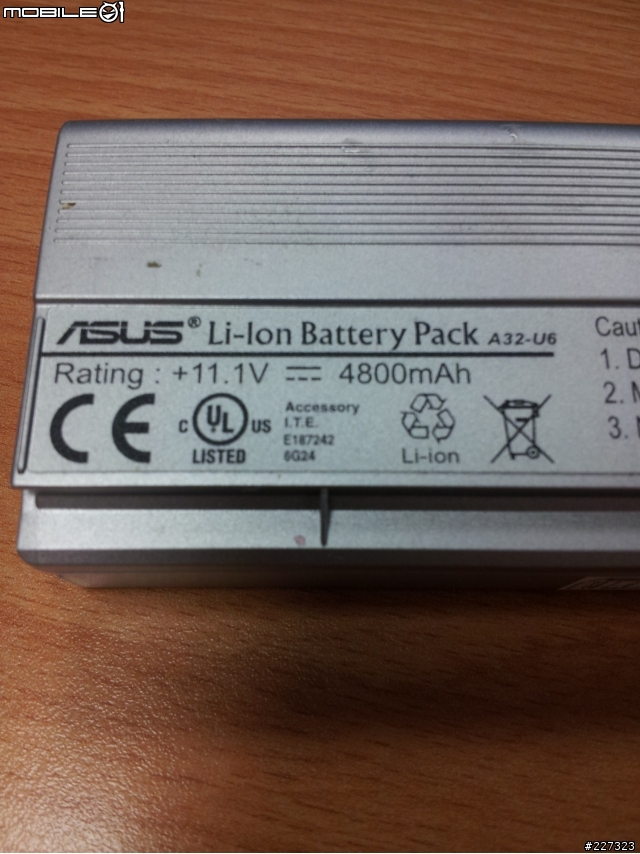 MOBILE01
ASUS® Li-Ion Battery Pack A32-U6
Rating : +11.1V ⎓ 4800mAh
CE
C UL US
LISTED
Accessory
I.T.E.
E187242
6G24
Li-ion
1. D
2.
3.
#227323